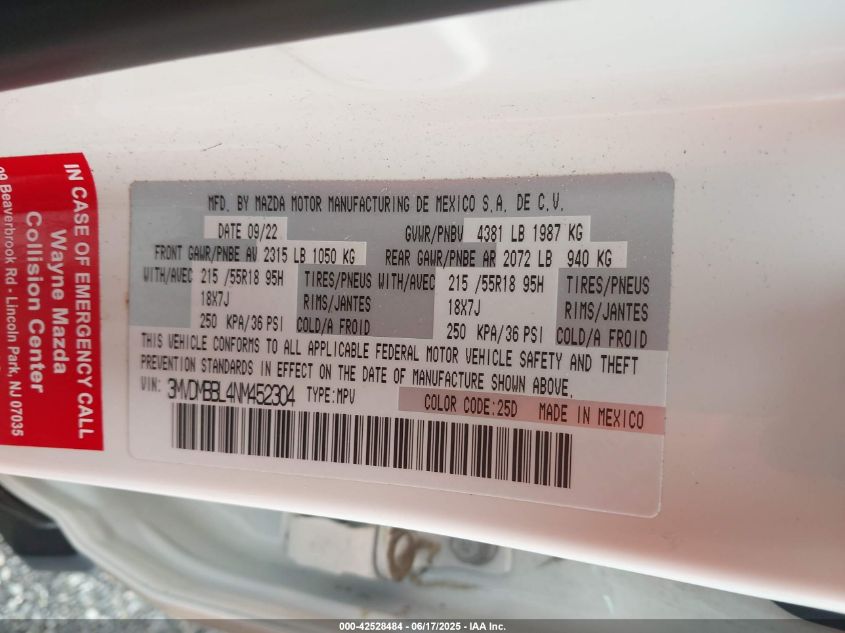 MFD. BY MAZDA MOTOR MANUFACTURING DE MEXICO S.A. DE C.V.
DATE 09/22 GVWR/PNBV 4381 LB 1987 KG
FRONT GAWR/PNBE AV 2315 LB 1050 KG REAR GAWR/PNBE AR 2072 LB 940 KG
WITH/AVEC 215 /55R18 95H TIRES/PNEUS WITH/AVEC 215 /55R18 95H TIRES/PNEUS
18X7J RIMS/JANTES 18X7J RIMS/JANTES
250 KPA/36 PSI COLD/A FROID 250 KPA/36 PSI COLD/A FROID
THIS VEHICLE CONFORMS TO ALL APPLICABLE FEDERAL MOTOR VEHICLE SAFETY AND THEFT
PREVENTION STANDARDS IN EFFECT ON THE DATE OF MANUFACTURE SHOWN ABOVE.
VIN: 3MVDMBBL4NM452304 TYPE:MPV
COLOR CODE:25D MADE IN MEXICO
IN CASE OF EMERGENCY CALL
Wayne Mazda
Collision Center
Beaverbrook Rd - Lincoln Park, NJ 07035
000-42528484 - 06/17/2025 - IAA Inc.